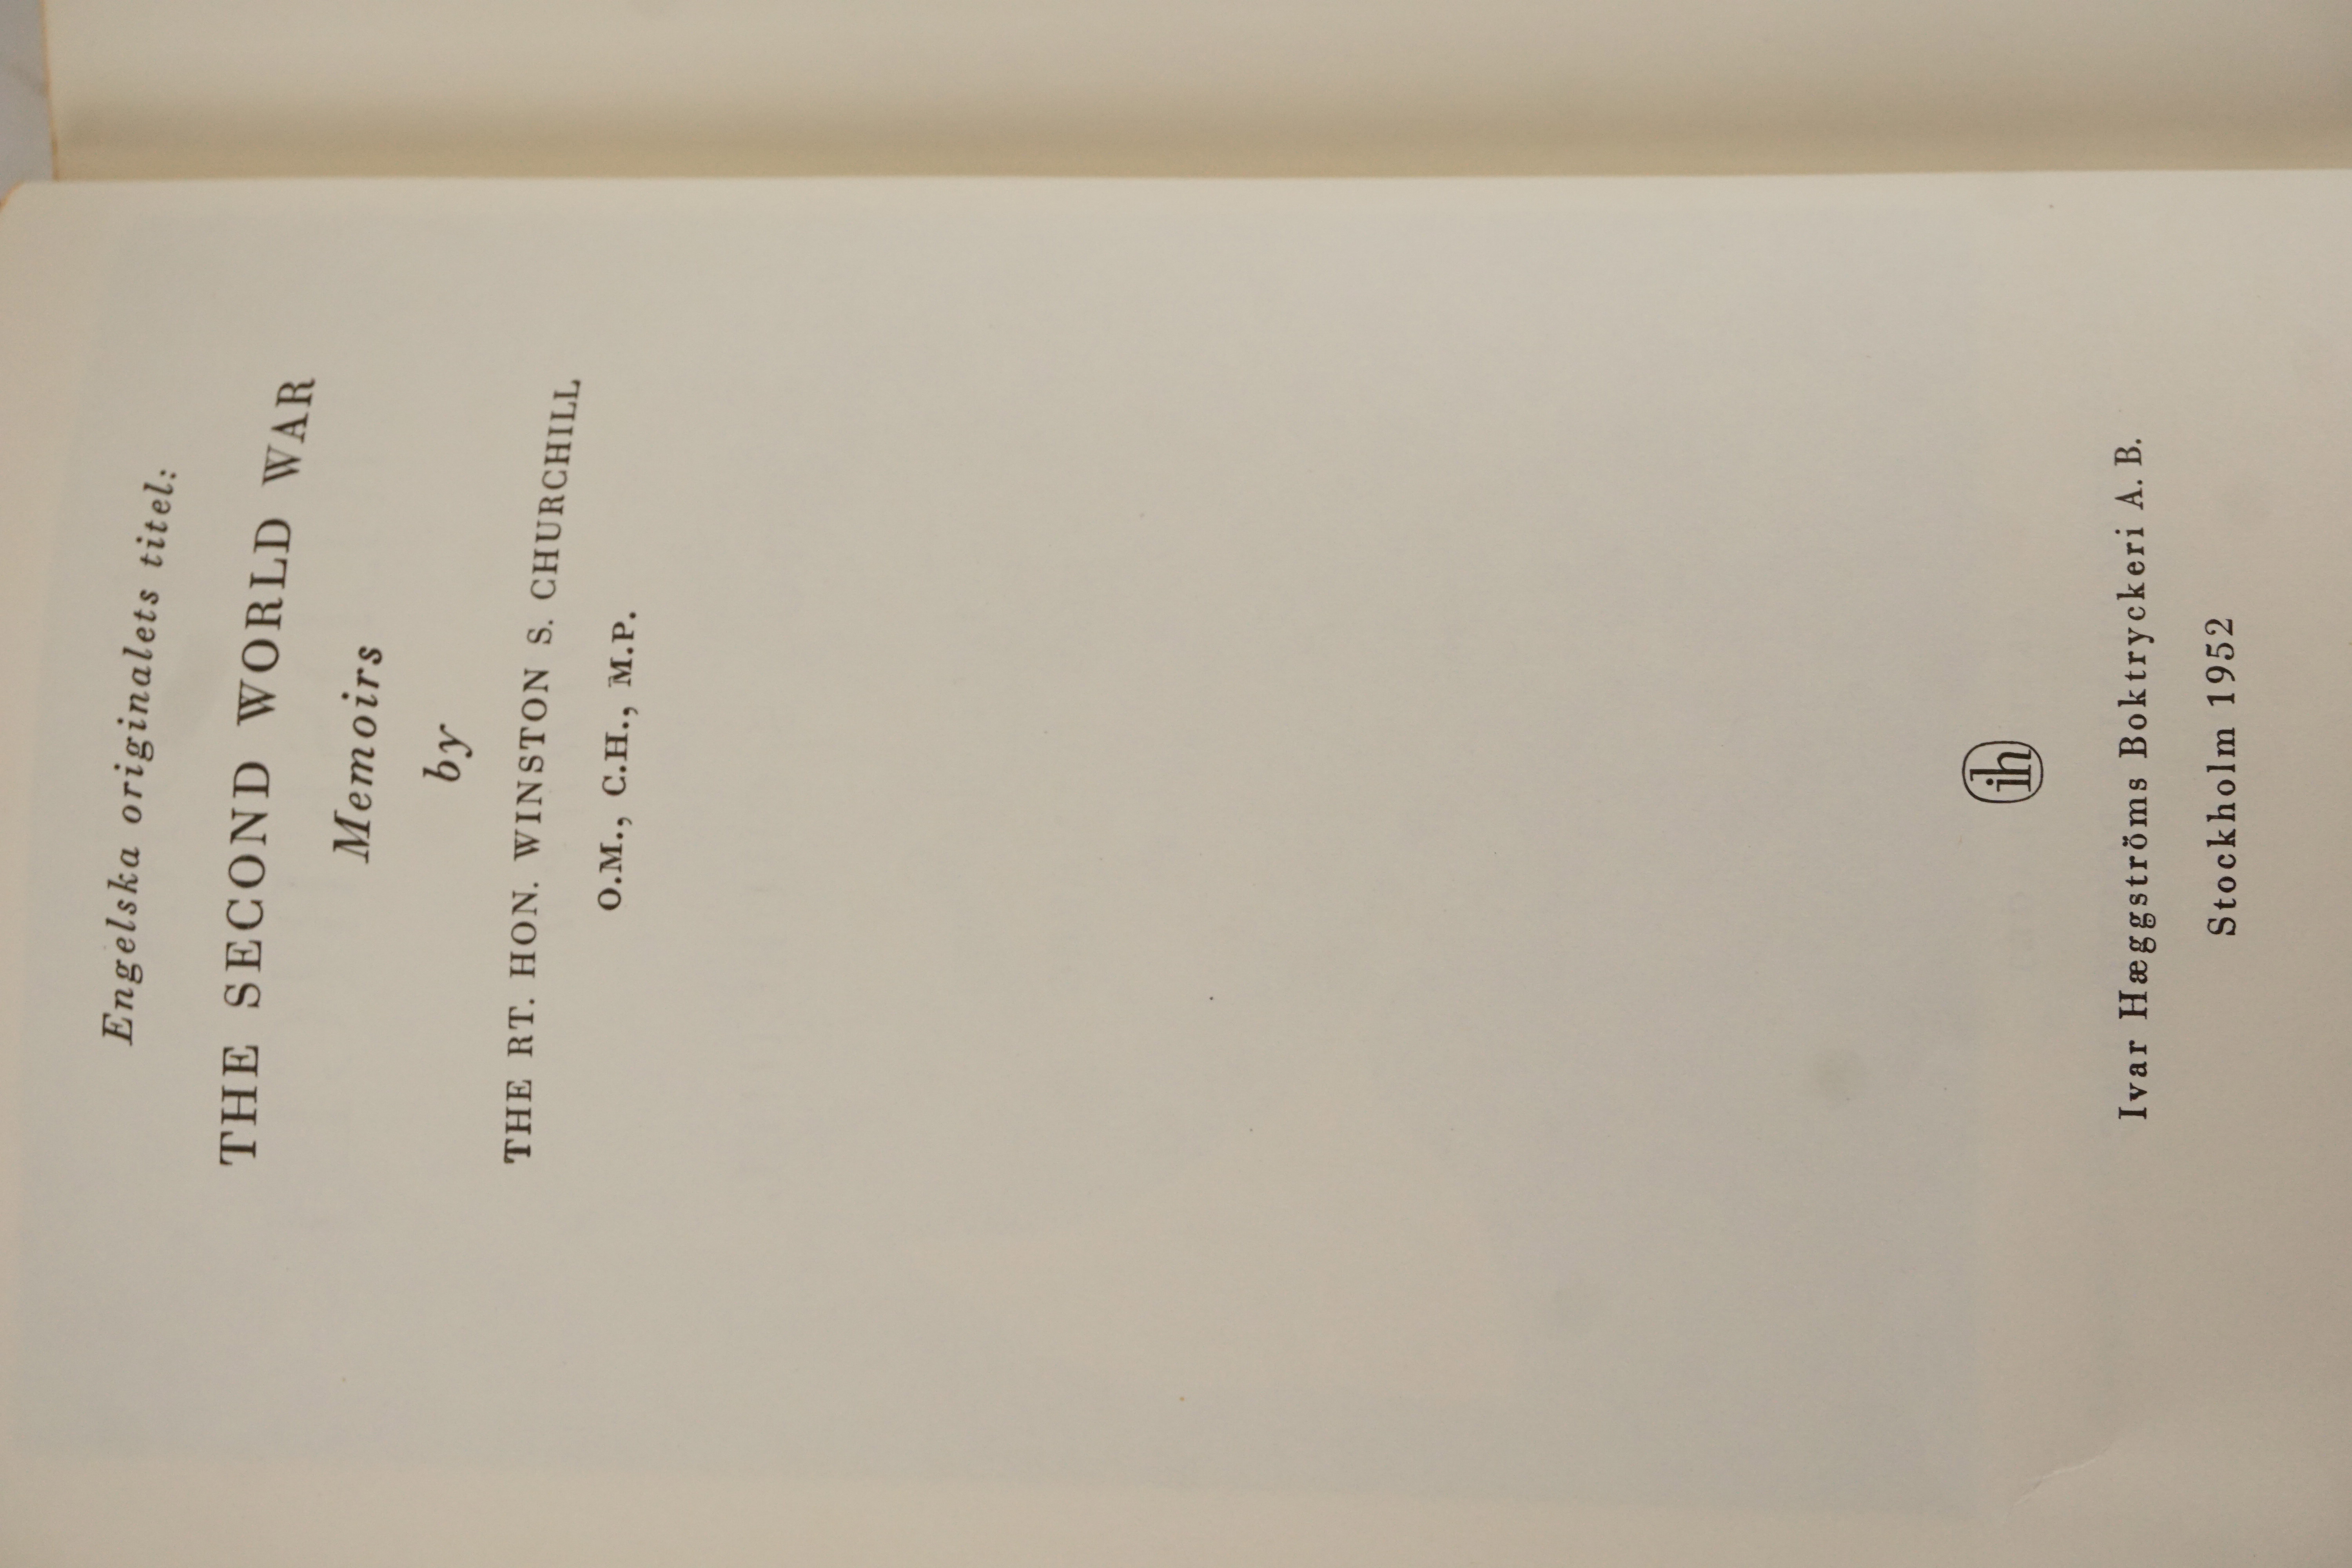 Engelska originalets titel:
THE SECOND WORLD WAR
Memoirs
by
THE RT. HON. WINSTON S. CHURCHILL
O.M., C.H., M.P.
ih
Ivar Hæggströms Boktryckeri A. B.
Stockholm 1952